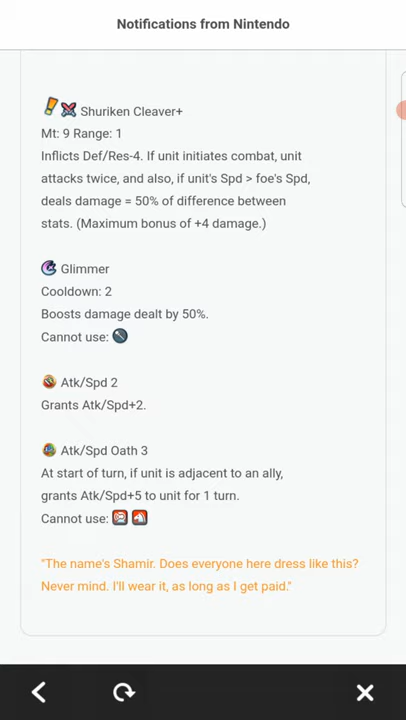 Notifications from Nintendo
Shuriken Cleaver+
Mt: 9 Range: 1
Inflicts Def/Res-4. If unit initiates combat, unit
attacks twice, and also, if unit's Spd > foe's Spd,
deals damage = 50% of difference between
stats. (Maximum bonus of +4 damage.)
Glimmer
Cooldown: 2
Boosts damage dealt by 50%.
Cannot use:
Atk/Spd 2
Grants Atk/Spd+2.
Atk/Spd Oath 3
At start of turn, if unit is adjacent to an ally,
grants Atk/Spd+5 to unit for 1 turn.
Cannot use:
"The name's Shamir. Does everyone here dress like this?
Never mind. I'll wear it, as long as I get paid."